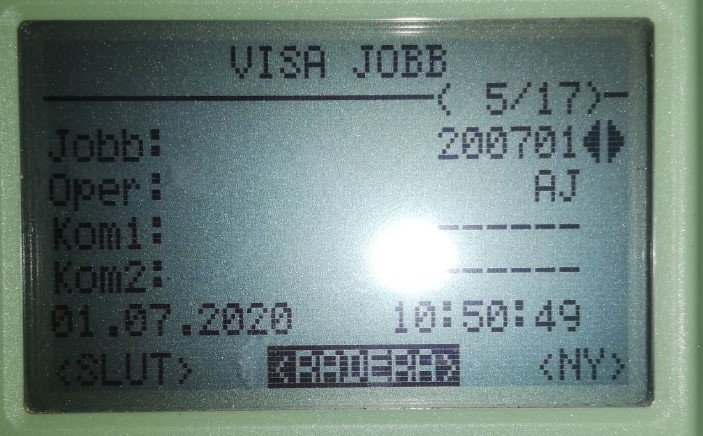 VISA JOBB
( 5/17)
Jobb: 200701
Oper: AJ
Kom1: ------
Kom2: ------
01.07.2020 10:50:49
<SLUT> <RADERA> <NY>